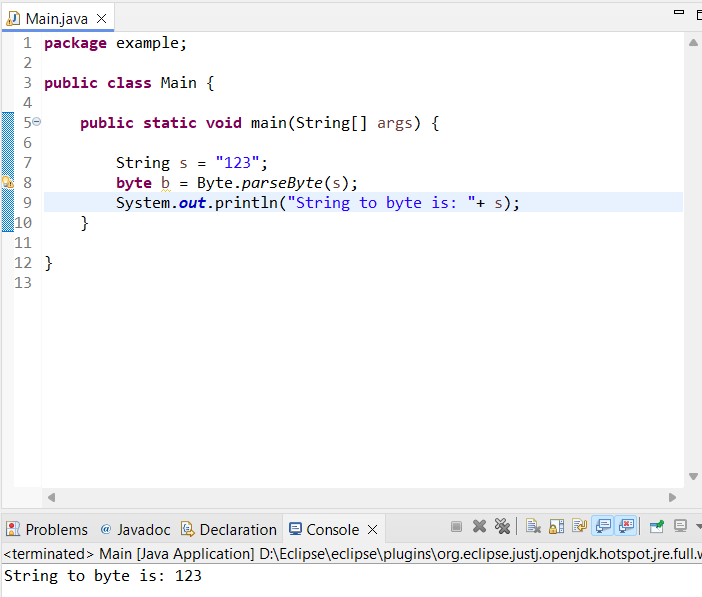 Main.java
1 package example;
2
3 public class Main {
4
5     public static void main(String[] args) {
6
7         String s = "123";
8         byte b = Byte.parseByte(s);
9         System.out.println("String to byte is: "+ s);
10     }
11
12 }
13
Problems @ Javadoc Declaration Console
<terminated> Main [Java Application] D:\Eclipse\eclipse\plugins\org.eclipse.justj.openjdk.hotspot.jre.full.w
String to byte is: 123